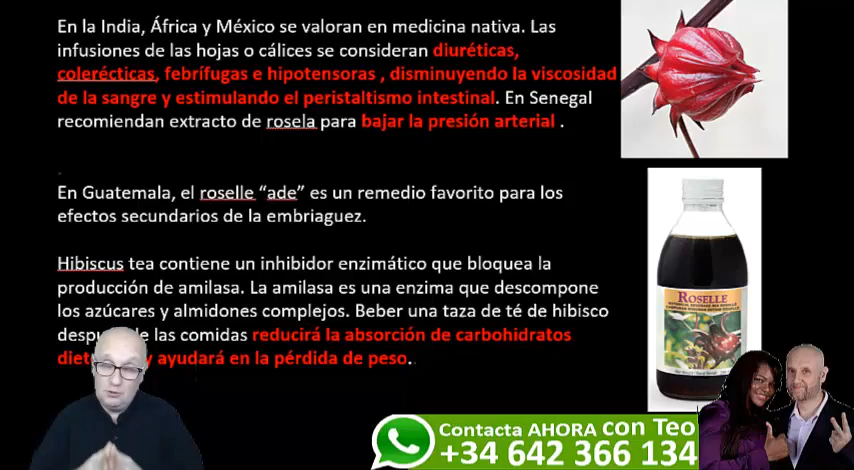 En la India, África y México se valoran en medicina nativa. Las
infusiones de las hojas o cálices se consideran diuréticas,
colerécticas, febrífugas e hipotensoras , disminuyendo la viscosidad
de la sangre y estimulando el peristaltismo intestinal. En Senegal
recomiendan extracto de rosela para bajar la presión arterial .
En Guatemala, el roselle “ade” es un remedio favorito para los
efectos secundarios de la embriaguez.
Hibiscus tea contiene un inhibidor enzimático que bloquea la
producción de amilasa. La amilasa es una enzima que descompone
los azúcares y almidones complejos. Beber una taza de té de hibisco
de las comidas reducirá la absorción de carbohidratos
y ayudará en la pérdida de peso.
ROSELLE
Contacta AHORA con Teo
+34 642 366 134